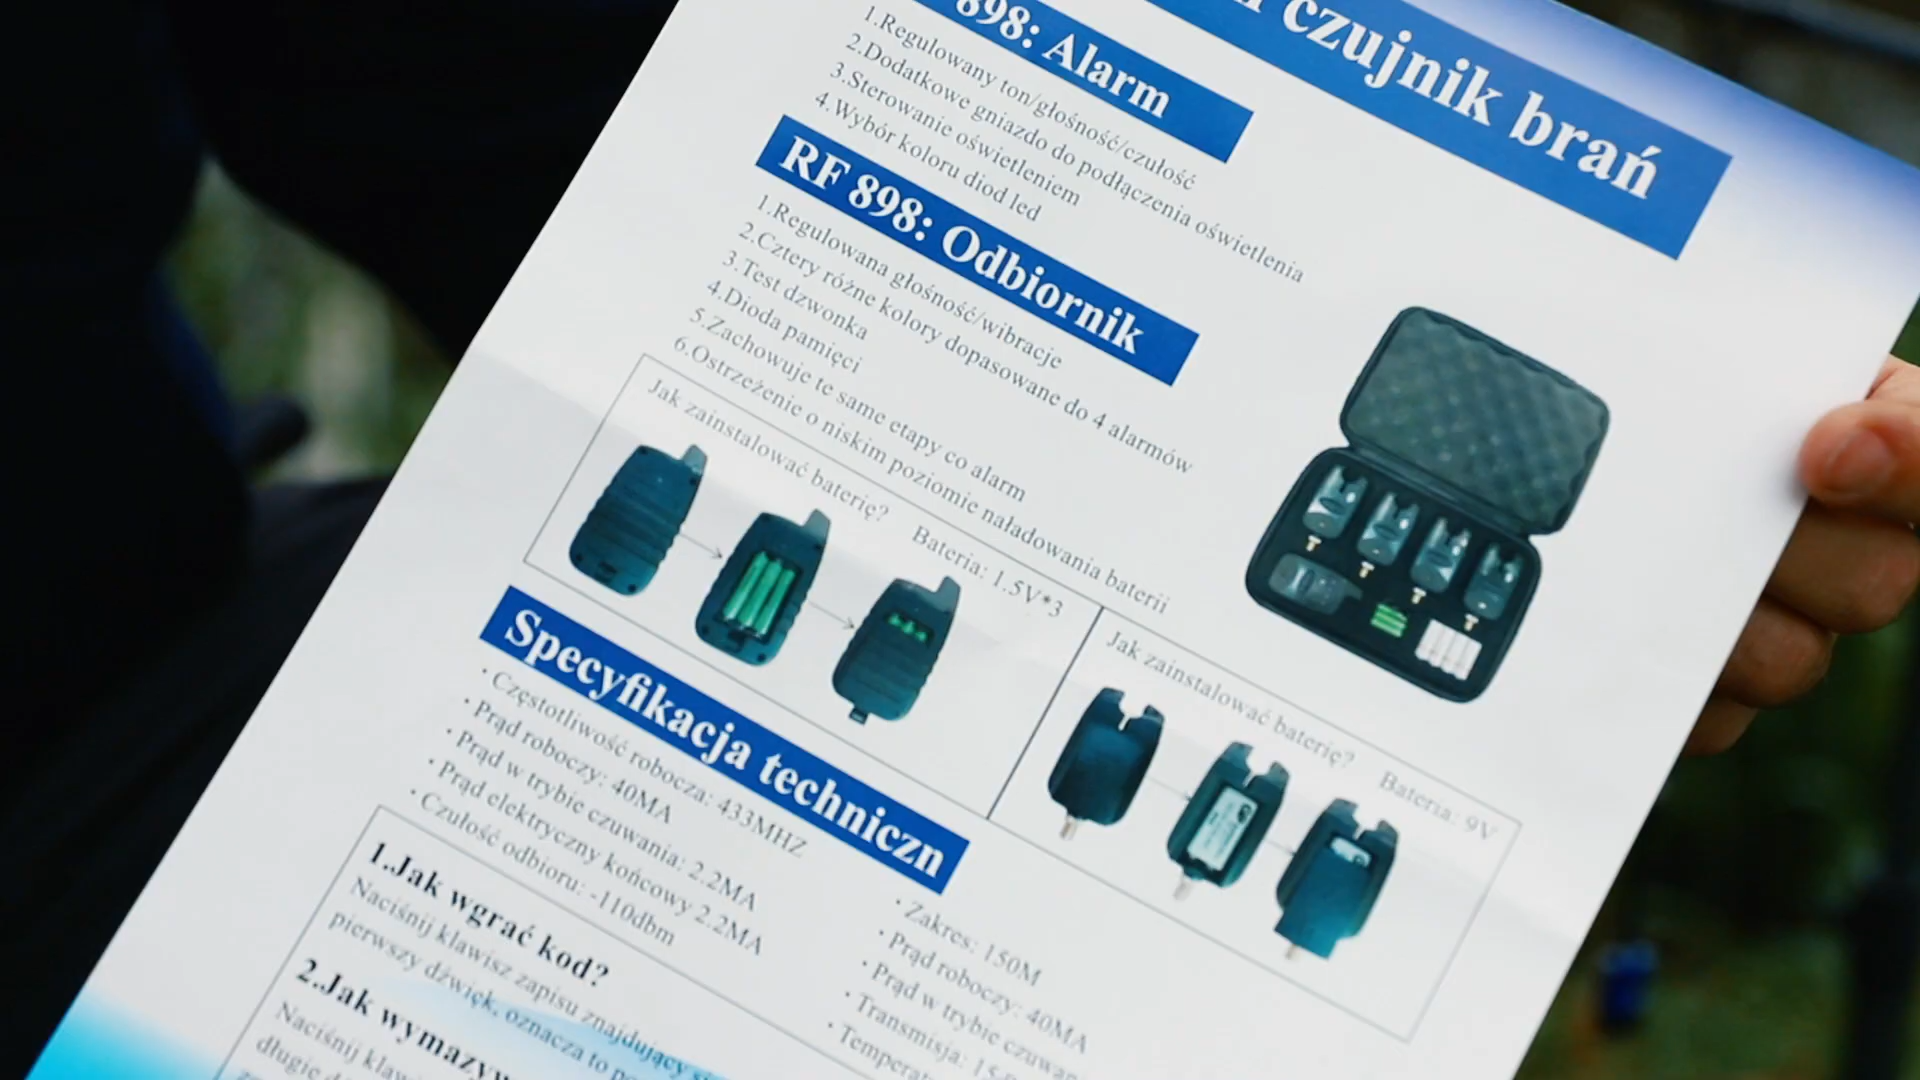 czujnik brań
898: Alarm
1.Regulowany ton/głośność/czułość
2.Dodatkowe gniazdo do podłączenia oświetlenia
3.Sterowanie oświetleniem
4.Wybór koloru diod led
RF 898: Odbiornik
1.Regulowana głośność/wibracje
2.Cztery różne kolory dopasowane do 4 alarmów
3.Test dzwonka
4.Dioda pamięci
5.Zachowuje te same etapy co alarm
6.Ostrzeżenie o niskim poziomie naładowania baterii
Jak zainstalować baterię? Bateria: 1.5V*3
Jak zainstalować baterię? Bateria: 9V
Specyfikacja techniczn
· Częstotliwość robocza: 433MHZ
· Prąd roboczy: 40MA
· Prąd w trybie czuwania: 2.2MA
· Prąd elektryczny końcowy 2.2MA
· Czułość odbioru: -110dbm
· Zakres: 150M
· Prąd roboczy: 40MA
· Prąd w trybie czuwan
· Transmisja:
· Temperat
1.Jak wgrać kod?
Naciśnij klawisz zapisu znajdujący
pierwszy dźwięk, oznacza to
2.Jak wymazyw
Naciśnij klaw
długie